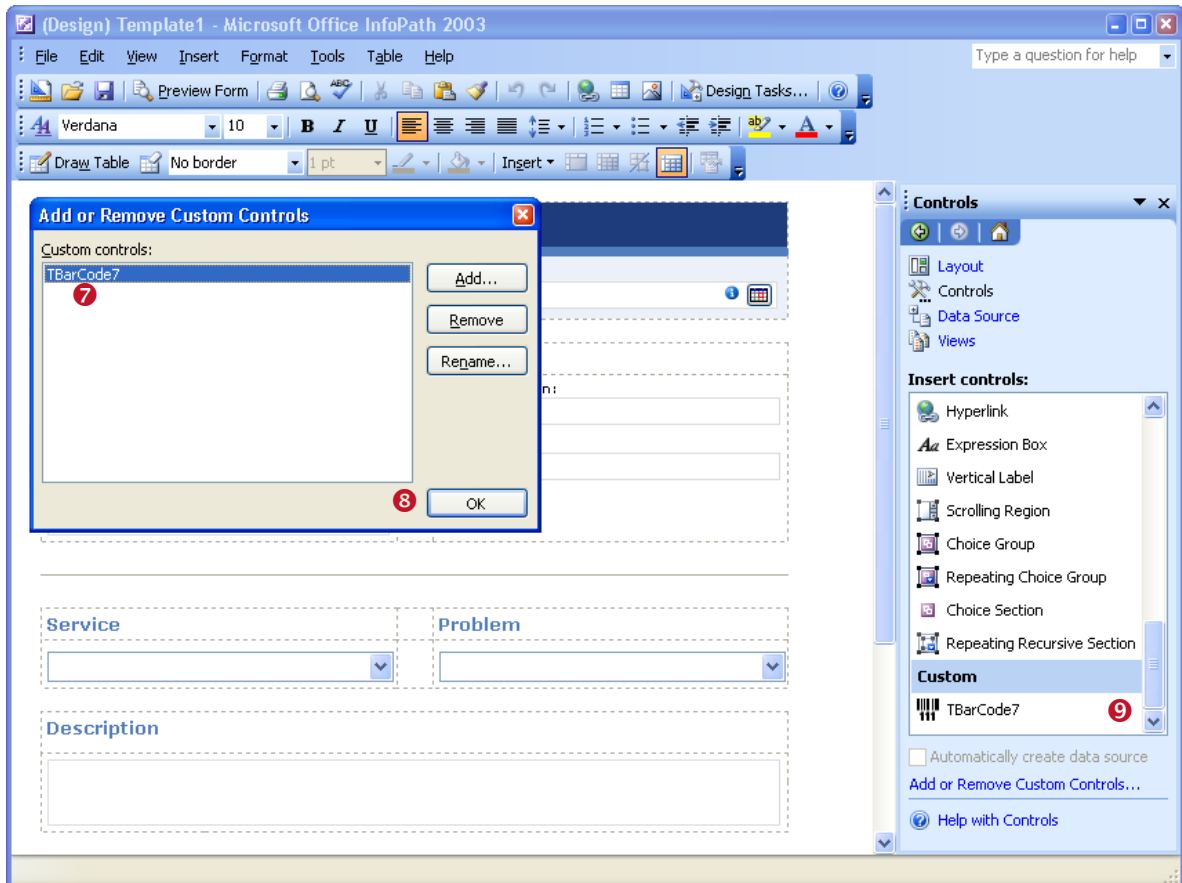 (Design) Template1 - Microsoft Office InfoPath 2003
File Edit View Insert Format Tools Table Help
Type a question for help
Preview Form ABC Design Tasks...
A4 Verdana 10 B I U ab A
Draw Table No border 1 pt Insert
Add or Remove Custom Controls
Custom controls:
TBarCode7
7
Add...
Remove
Rename...
8
OK
n:
Service
Problem
Description
Controls
Layout
Controls
Data Source
Views
Insert controls:
Hyperlink
Aa Expression Box
Vertical Label
Scrolling Region
Choice Group
Repeating Choice Group
Choice Section
Repeating Recursive Section
Custom
TBarCode7
9
Automatically create data source
Add or Remove Custom Controls...
Help with Controls